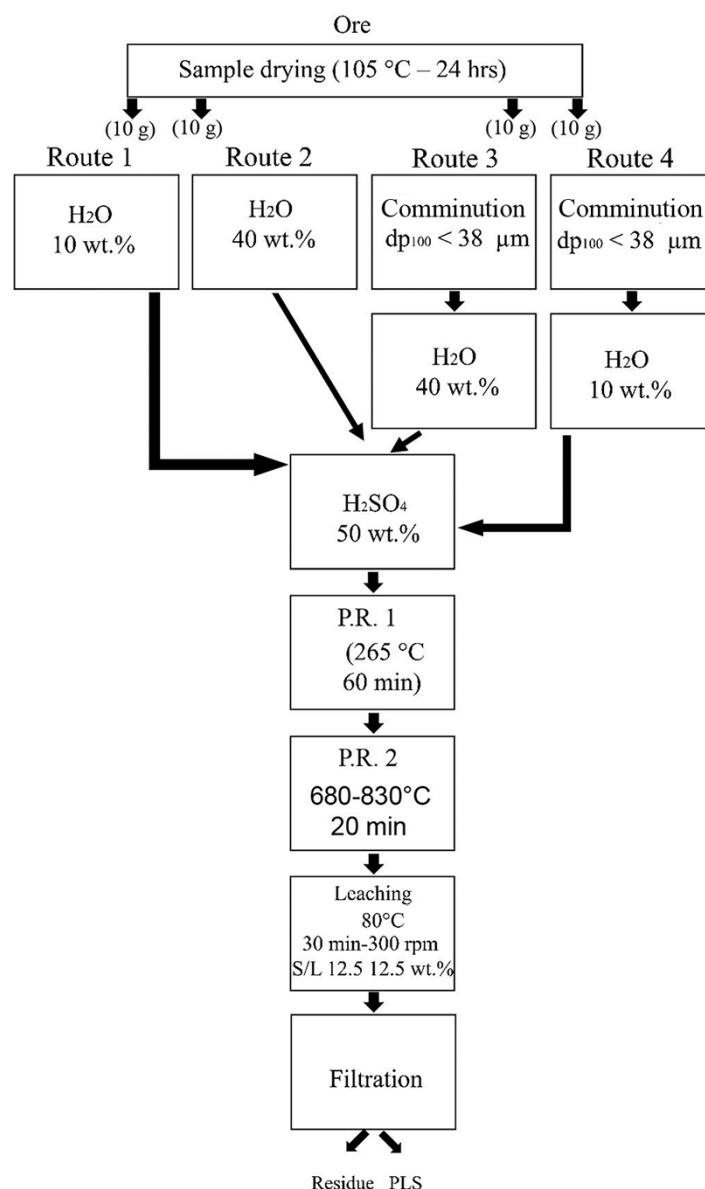 Ore
Sample drying (105 °C – 24 hrs)
(10 g) (10 g) (10 g) (10 g)
Route 1 Route 2 Route 3 Route 4
H₂O
10 wt.%
H₂O
40 wt.%
Comminution
dp₁₀₀ < 38 µm
Comminution
dp₁₀₀ < 38 µm
H₂O
40 wt.%
H₂O
10 wt.%
H₂SO₄
50 wt.%
P.R. 1
(265 °C
60 min)
P.R. 2
680-830°C
20 min
Leaching
80°C
30 min-300 rpm
S/L 12.5 12.5 wt.%
Filtration
Residue PLS